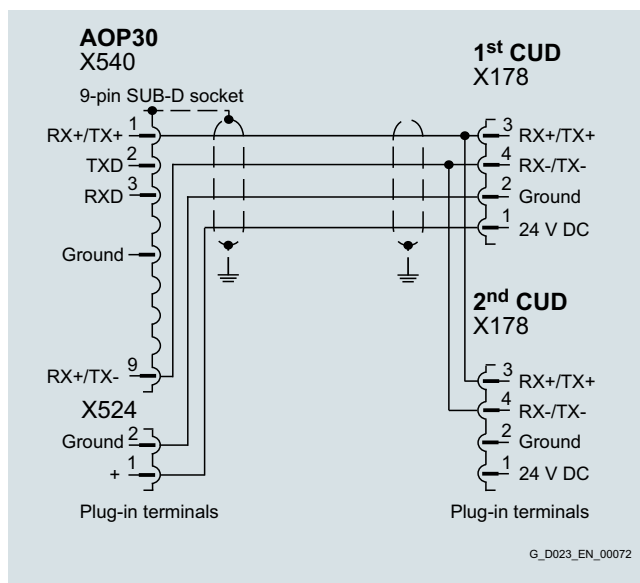 AOP30
X540
9-pin SUB-D socket
1
RX+/TX+
2
TXD
3
RXD
Ground
9
RX+/TX-
X524
2
Ground
1
+
Plug-in terminals
1st CUD
X178
3
RX+/TX+
4
RX-/TX-
2
Ground
1
24 V DC
2nd CUD
X178
3
RX+/TX+
4
RX-/TX-
2
Ground
1
24 V DC
Plug-in terminals
G_D023_EN_00072